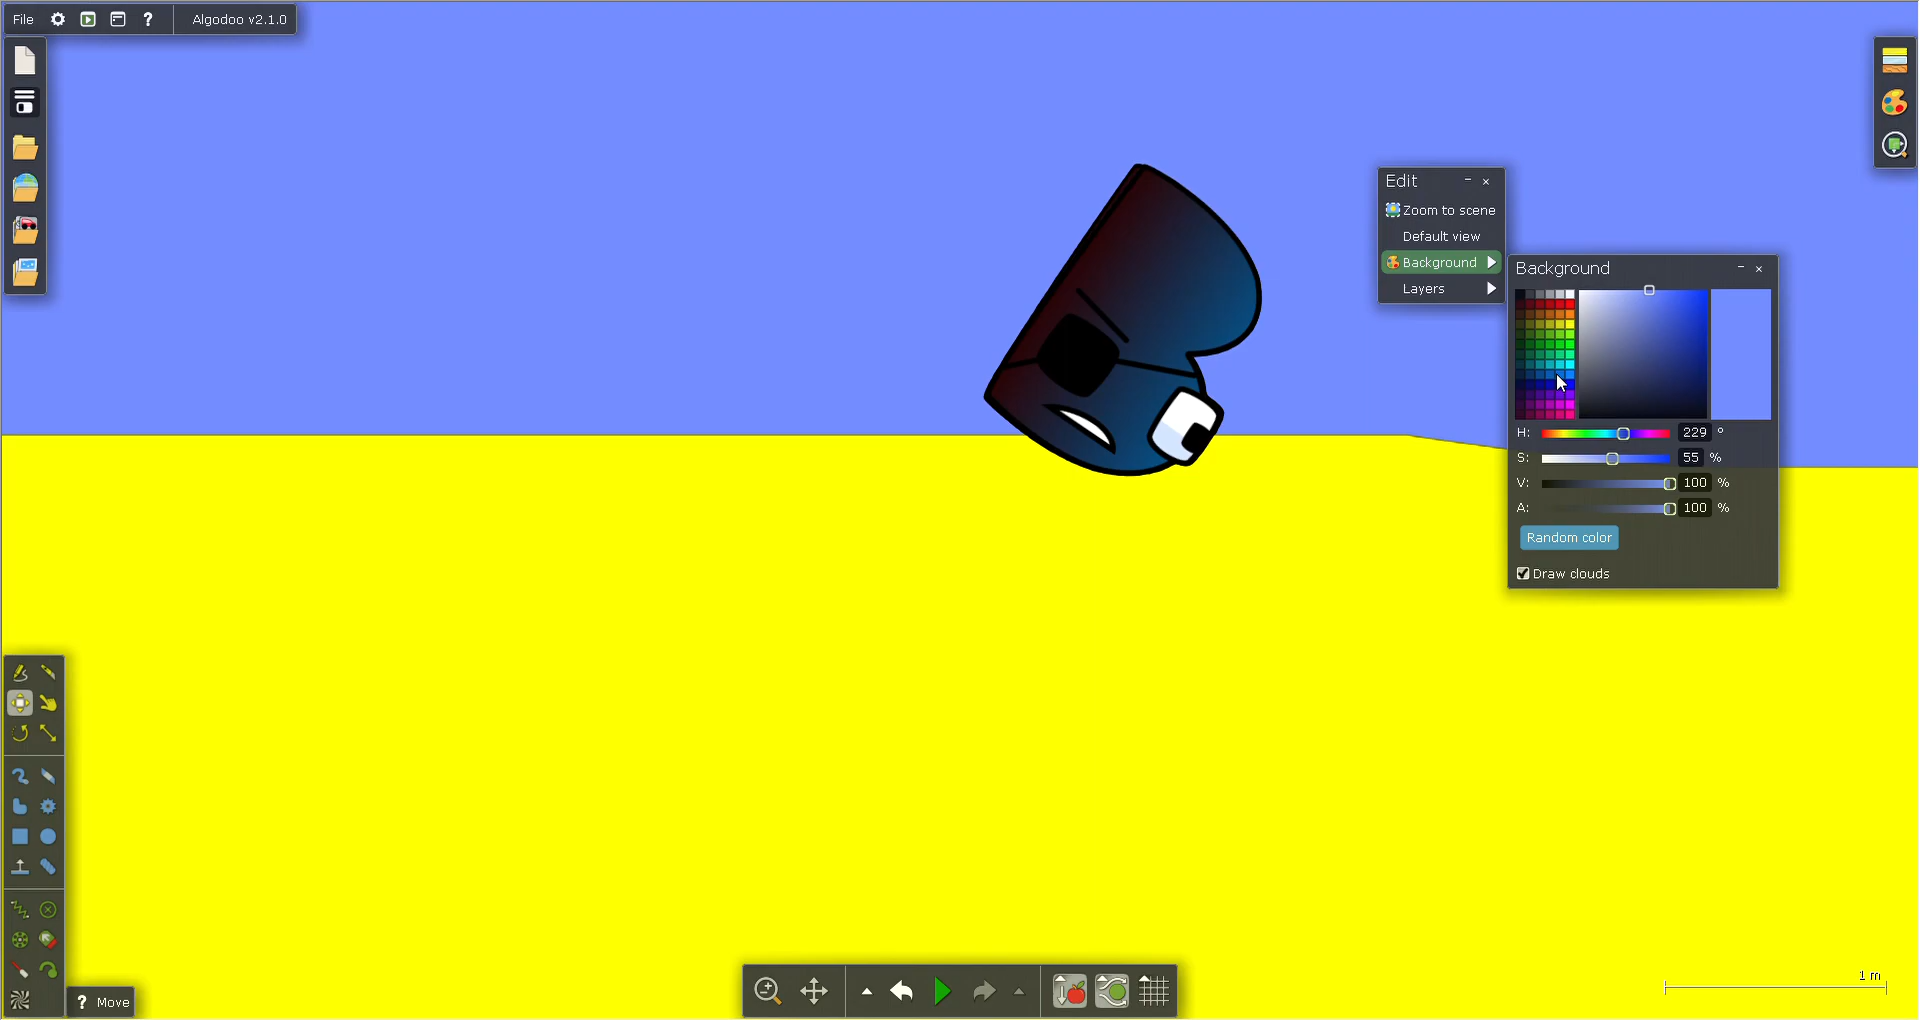 File ? Algodoo v2.1.0
Edit
Zoom to scene
Default view
Background
Layers
Background
H: 229 °
S: 55 %
V: 100 %
A: 100 %
Random color
Draw clouds
? Move
1 m